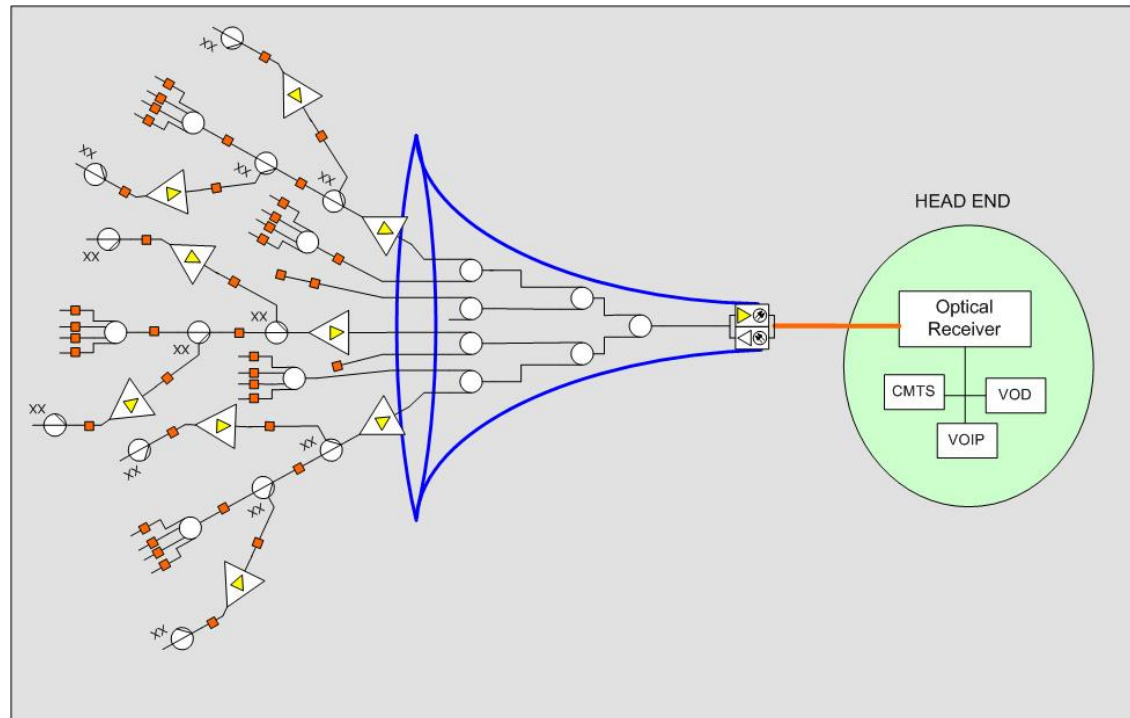 XX
XX
XX
XX
HEAD END
XX
Optical
Receiver
XX
XX
CMTS
VOD
XX
VOIP
XX
XX
XX
XX